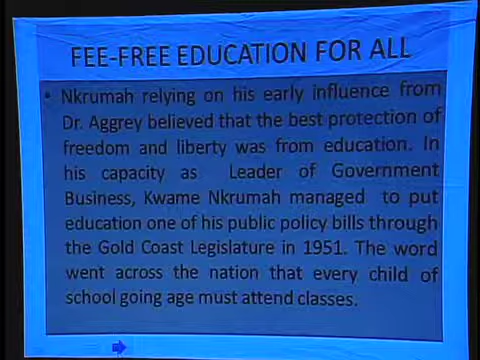 FEE-FREE EDUCATION FOR ALL
• Nkrumah relying on his early influence from
Dr. Aggrey believed that the best protection of
freedom and liberty was from education. In
his capacity as Leader of Government
Business, Kwame Nkrumah managed to put
education one of his public policy bills through
the Gold Coast Legislature in 1951. The word
went across the nation that every child of
school going age must attend classes.